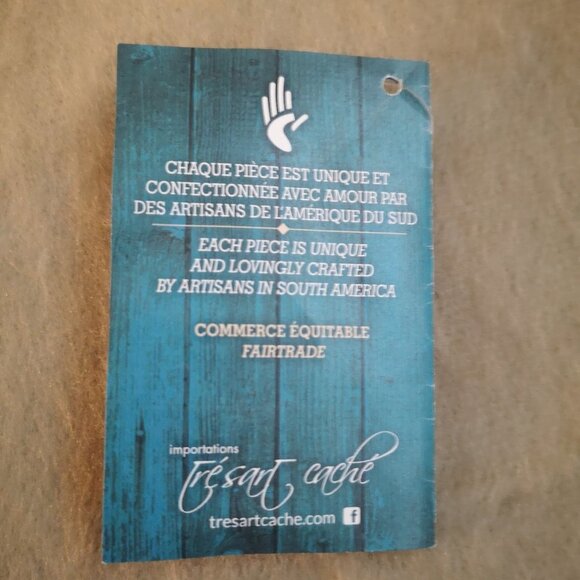 CHAQUE PIÈCE EST UNIQUE ET
CONFECTIONNÉE AVEC AMOUR PAR
DES ARTISANS DE L'AMÉRIQUE DU SUD
EACH PIECE IS UNIQUE
AND LOVINGLY CRAFTED
BY ARTISANS IN SOUTH AMERICA
COMMERCE ÉQUITABLE
FAIRTRADE
importations
trésart caché
tresartcache.com f